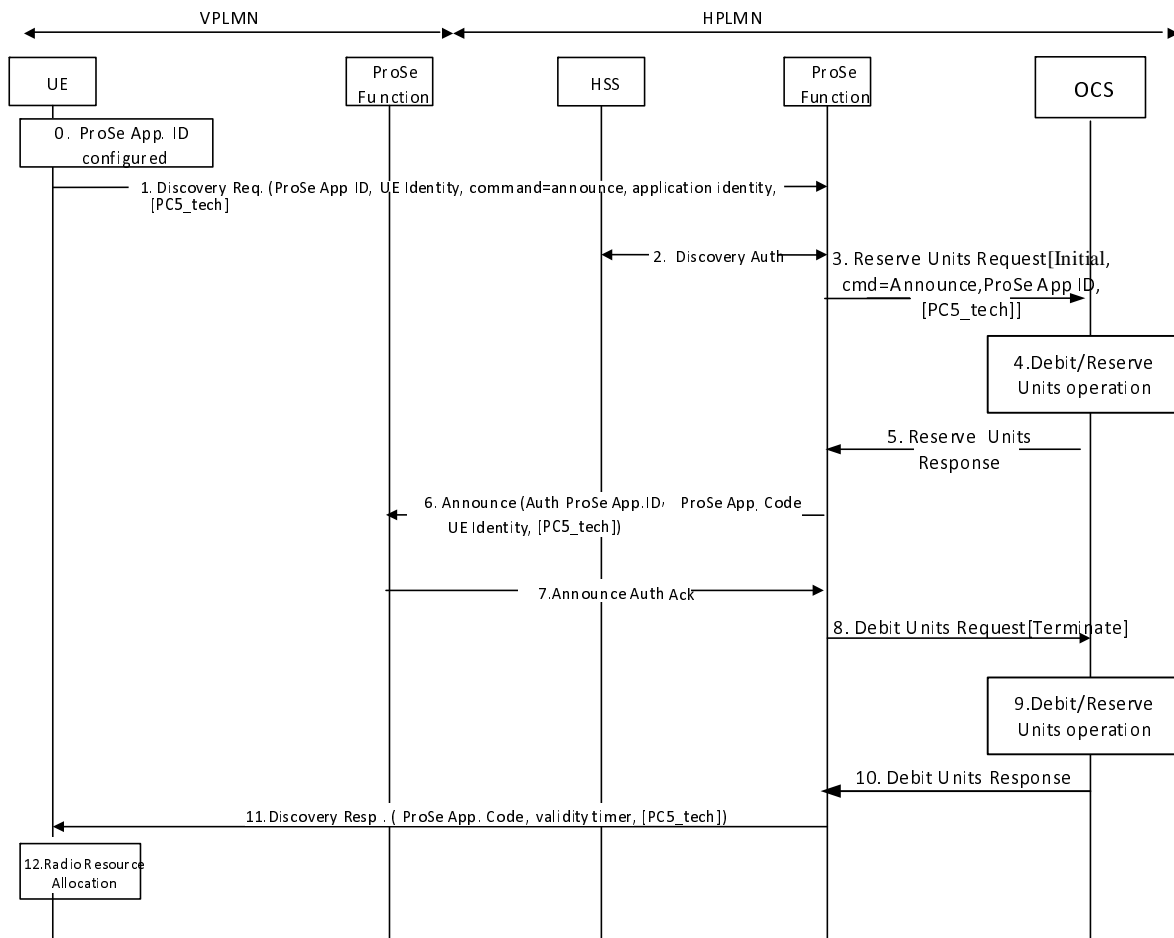 VPLMN
HPLMN
UE
ProSe
Function
HSS
ProSe
Function
OCS
0. ProSe App. ID
configured
1. Discovery Req. (ProSe App ID, UE Identity, command=announce, application identity,
[PC5_tech]
2. Discovery Auth
3. Reserve Units Request[Initial,
cmd=Announce,ProSe App ID,
[PC5_tech]]
4.Debit/Reserve
Units operation
5. Reserve Units
Response
6. Announce (Auth ProSe App.ID, ProSe App. Code
UE Identity, [PC5_tech])
7.Announce Auth Ack
8. Debit Units Request[Terminate]
9.Debit/Reserve
Units operation
10. Debit Units Response
11.Discovery Resp . ( ProSe App. Code, validity timer, [PC5_tech])
12.Radio Resource
Allocation